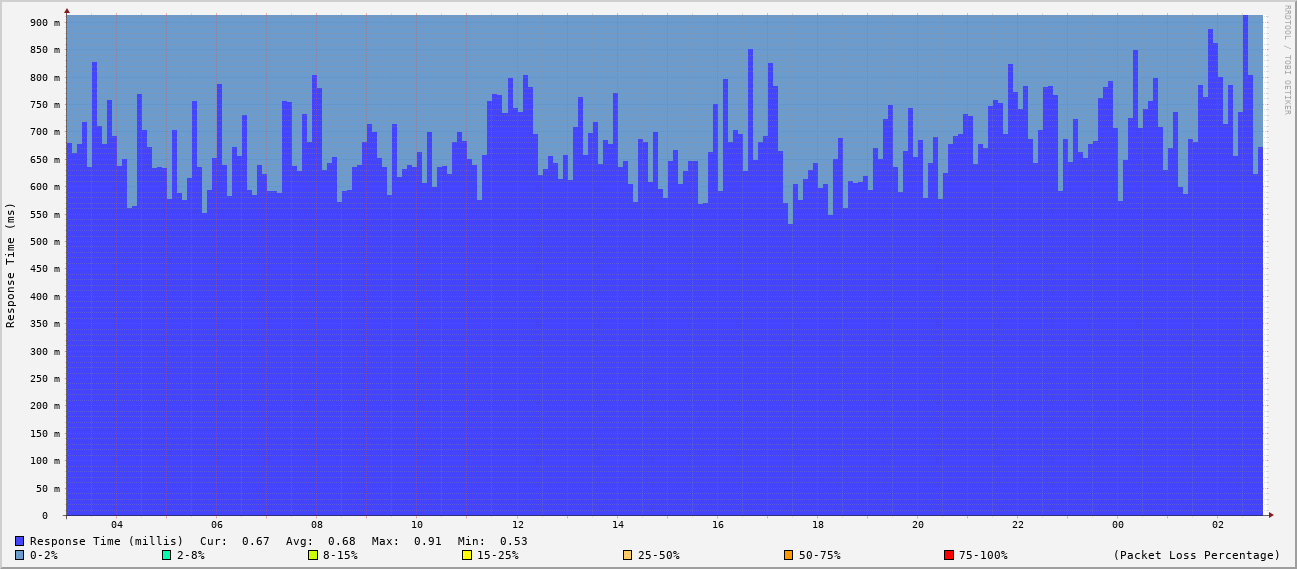 RRDTOOL / TOBI OETIKER
Response Time (ms)
900 m
850 m
800 m
750 m
700 m
650 m
600 m
550 m
500 m
450 m
400 m
350 m
300 m
250 m
200 m
150 m
100 m
50 m
0
04 06 08 10 12 14 16 18 20 22 00 02
Response Time (millis) Cur: 0.67 Avg: 0.68 Max: 0.91 Min: 0.53
0-2% 2-8% 8-15% 15-25% 25-50% 50-75% 75-100% (Packet Loss Percentage)